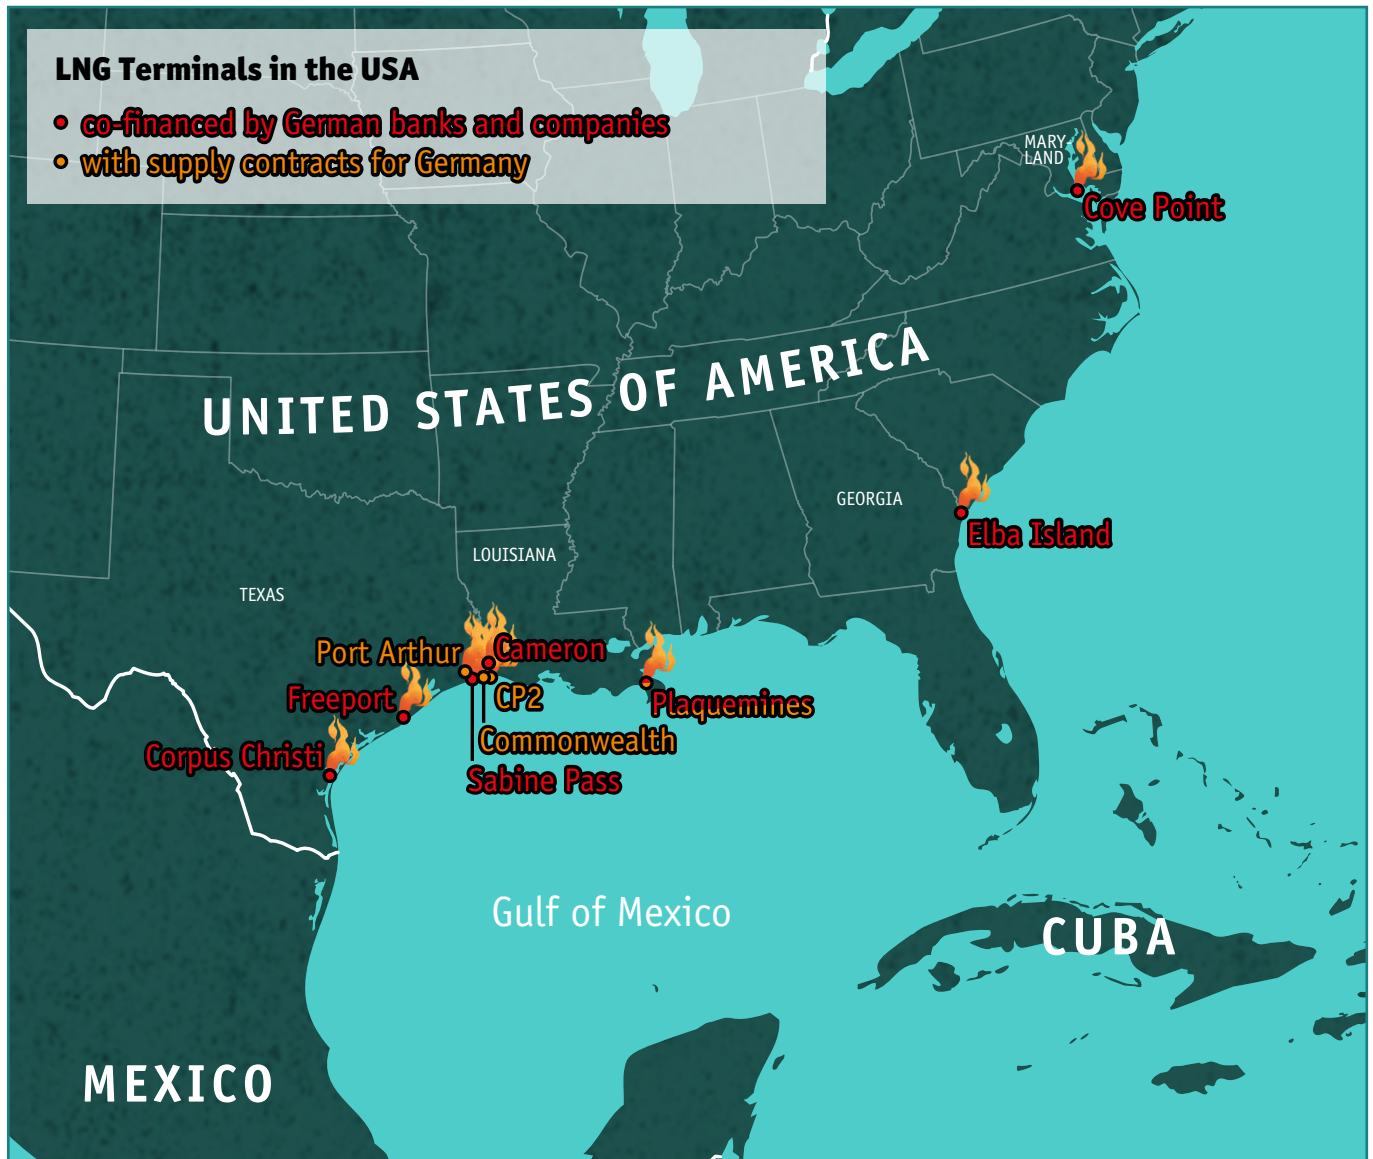 LNG Terminals in the USA
• co-financed by German banks and companies
• with supply contracts for Germany
MARY-
LAND
Cove Point
UNITED STATES OF AMERICA
GEORGIA
Elba Island
LOUISIANA
TEXAS
Port Arthur
Cameron
Freeport
CP2
Plaquemines
Commonwealth
Corpus Christi
Sabine Pass
Gulf of Mexico
CUBA
MEXICO